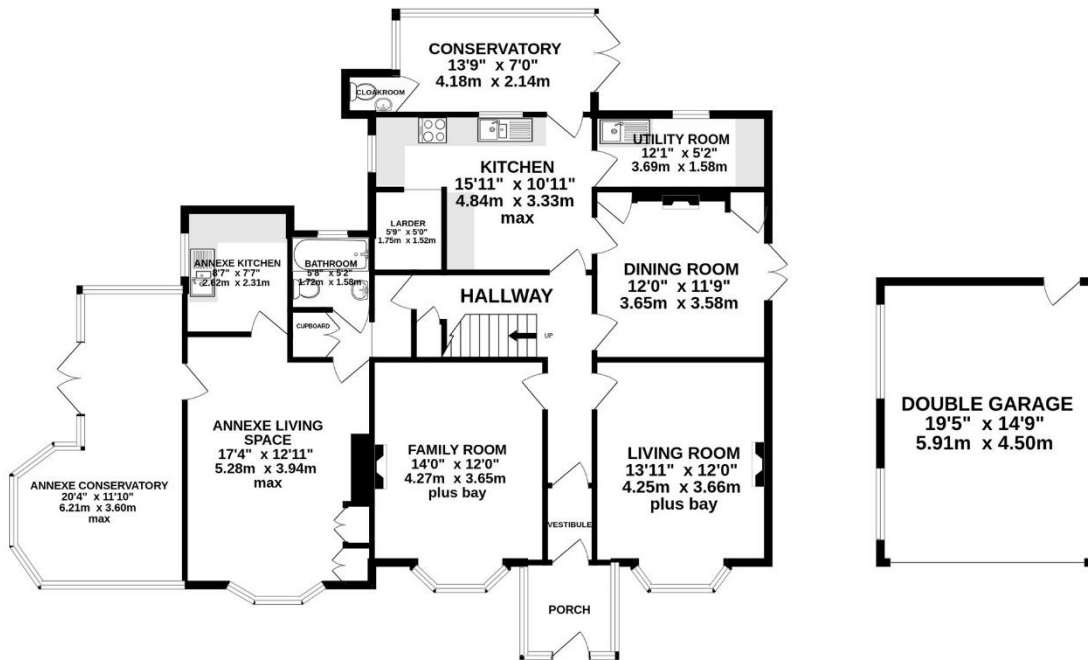 CONSERVATORY
13'9" x 7'0"
4.18m x 2.14m
CLOAKROOM
UTILITY ROOM
12'1" x 5'2"
3.69m x 1.58m
KITCHEN
15'11" x 10'11"
4.84m x 3.33m
max
LARDER
5'9" x 5'0"
1.75m x 1.52m
ANNEXE KITCHEN
8'7" x 7'7"
2.62m x 2.31m
BATHROOM
5'8" x 5'2"
1.72m x 1.58m
DINING ROOM
12'0" x 11'9"
3.65m x 3.58m
HALLWAY
CUPBOARD
UP
DOUBLE GARAGE
19'5" x 14'9"
5.91m x 4.50m
ANNEXE LIVING
SPACE
17'4" x 12'11"
5.28m x 3.94m
max
FAMILY ROOM
14'0" x 12'0"
4.27m x 3.65m
plus bay
LIVING ROOM
13'11" x 12'0"
4.25m x 3.66m
plus bay
ANNEXE CONSERVATORY
20'4" x 11'10"
6.21m x 3.60m
max
VESTIBULE
PORCH